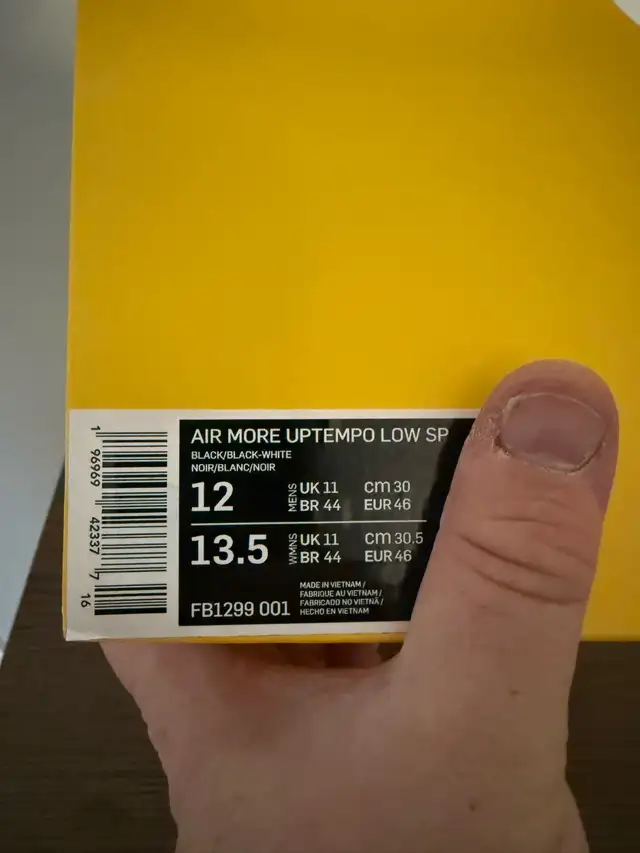 AIR MORE UPTEMPO LOW SP
BLACK/BLACK-WHITE
NOIR/BLANC/NOIR
12 MENS UK 11 cm 30
BR 44 EUR 46
13.5 WMNS UK 11 cm 30.5
BR 44 EUR 46
FB1299 001
MADE IN VIETNAM /
FABRIQUE AU VIETNAM /
FABRICADO NO VIETNÃ /
HECHO EN VIETNAM
1 96969 42337 7 16